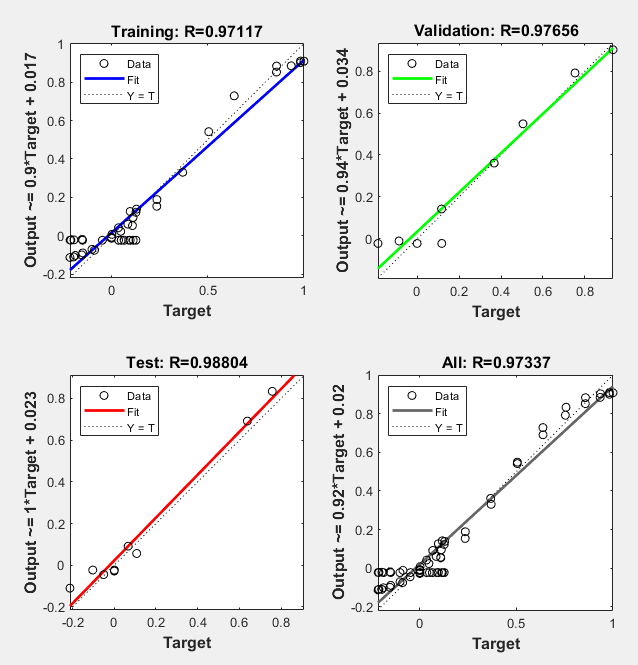 Training: R=0.97117
Output ~= 0.9*Target + 0.017
1
0.8
0.6
0.4
0.2
0
-0.2
Data
Fit
Y = T
0
0.5
1
Target
Validation: R=0.97656
Output ~= 0.94*Target + 0.034
0.8
0.6
0.4
0.2
0
Data
Fit
Y = T
0
0.2
0.4
0.6
0.8
Target
Test: R=0.98804
Output ~= 1*Target + 0.023
0.8
0.6
0.4
0.2
0
-0.2
Data
Fit
Y = T
-0.2
0
0.2
0.4
0.6
0.8
Target
All: R=0.97337
Output ~= 0.92*Target + 0.02
1
0.8
0.6
0.4
0.2
0
-0.2
Data
Fit
Y = T
0
0.5
1
Target